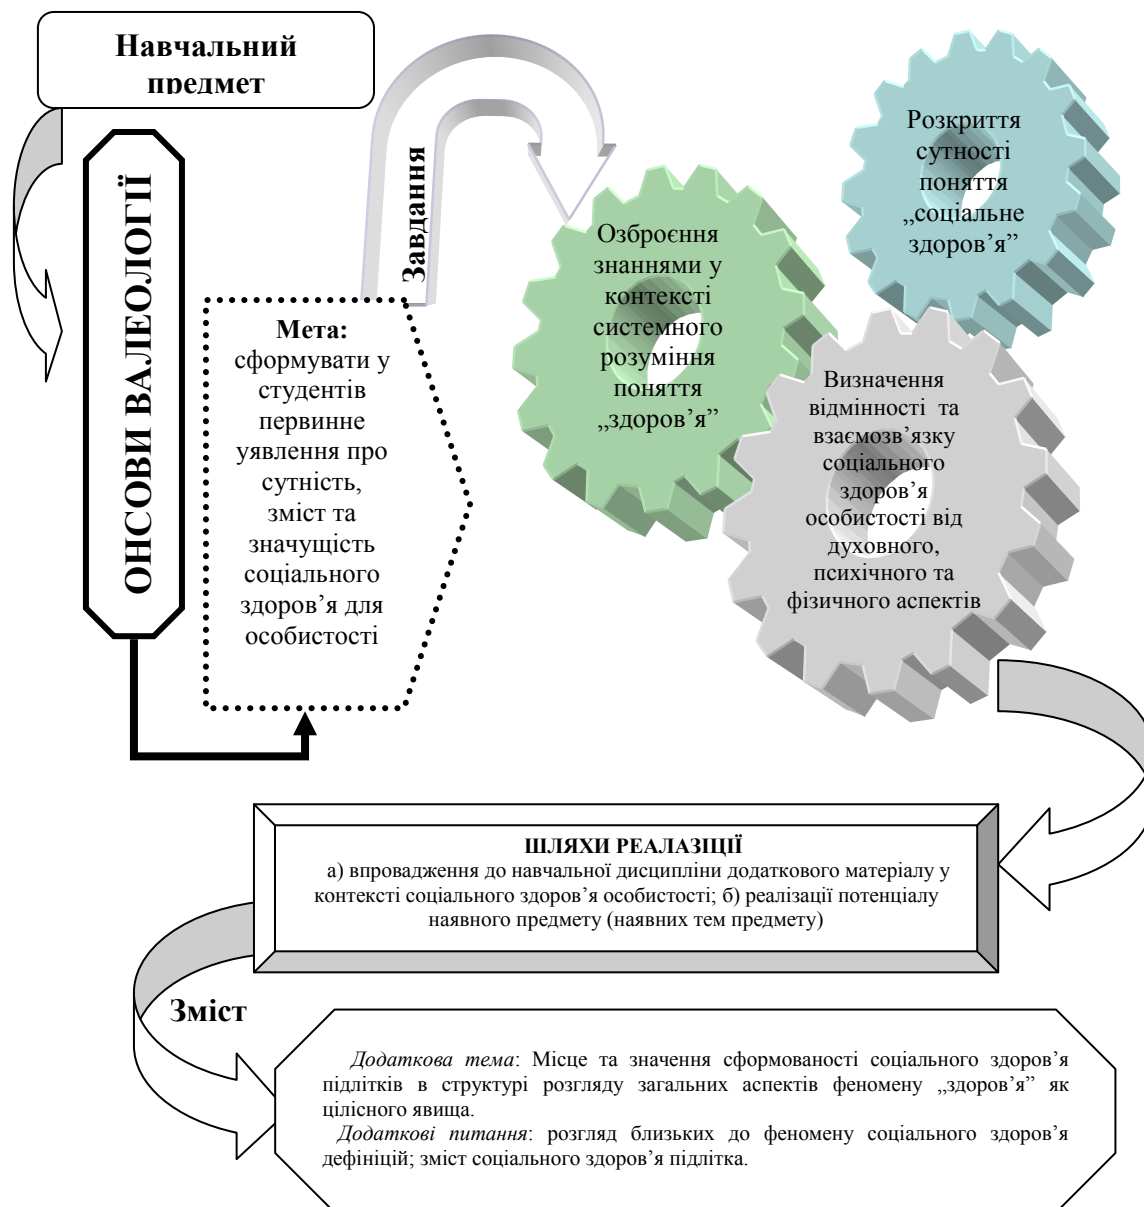 Навчальний
предмет
ОНСОВИ ВАЛЕОЛОГІЇ
Мета:
сформувати у
студентів
первинне
уявлення про
сутність,
зміст та
значущість
соціального
здоров’я для
особистості
Завдання
Озброєння
знаннями у
контексті
системного
розуміння
поняття
„здоров’я”
Розкриття
сутності
поняття
„соціальне
здоров’я”
Визначення
відмінності та
взаємозв’язку
соціального
здоров’я
особистості від
духовного,
психічного та
фізичного аспектів
ШЛЯХИ РЕАЛАЗІЦІЇ
а) впровадження до навчальної дисципліни додаткового матеріалу у
контексті соціального здоров’я особистості; б) реалізації потенціалу
наявного предмету (наявних тем предмету)
Зміст
Додаткова тема: Місце та значення сформованості соціального здоров’я
підлітків в структурі розгляду загальних аспектів феномену „здоров’я” як
цілісного явища.
Додаткові питання: розгляд близьких до феномену соціального здоров’я
дефініцій; зміст соціального здоров’я підлітка.